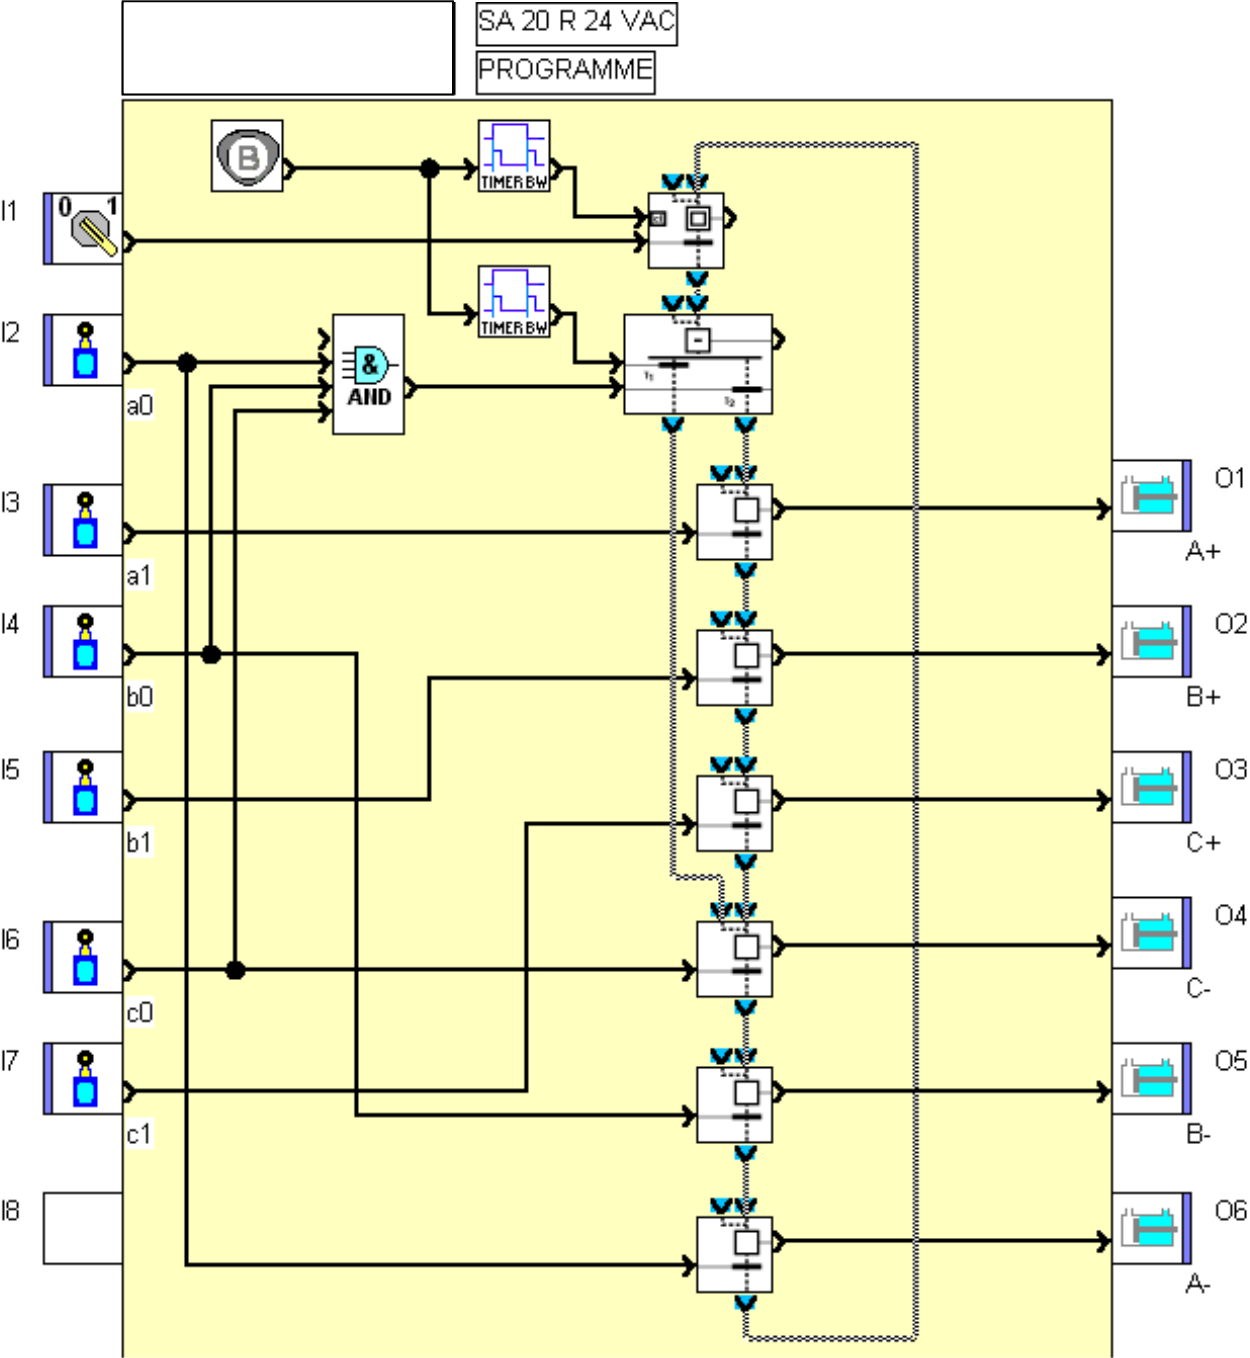 SA 20 R 24 VAC
PROGRAMME
B
TIMER BW
I1
0 1
I2
TIMER BW
&
AND
a0
I3
O1
a1
A+
I4
O2
b0
B+
I5
O3
b1
C+
I6
O4
c0
C-
I7
O5
c1
B-
I8
O6
A-